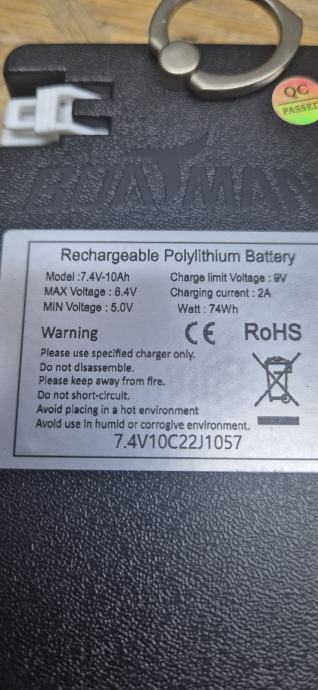 QC
PASSED
BOATMAN
Rechargeable Polylithium Battery
Model :7.4V-10Ah Charge limit Voltage : 9V
MAX Voltage : 8.4V Charging current : 2A
MIN Voltage : 5.0V Watt : 74Wh
Warning CE RoHS
Please use specified charger only.
Do not disassemble.
Please keep away from fire.
Do not short-circuit.
Avoid placing in a hot environment
Avoid use in humid or corrogive environment.
7.4V10C22J1057